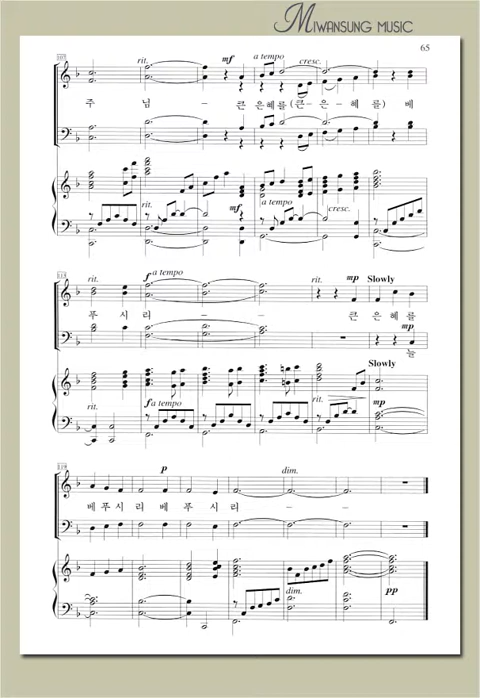 MIWANSUNG MUSIC
65
107
rit. mf a tempo cresc.
주 님 - 큰 은혜를 (큰 - 은 - 혜 를) 베
rit. mf a tempo cresc.
113
rit. f a tempo rit. mp Slowly
푸 시 리 - - 큰 은 혜 를
mp
늘
Slowly
rit. f a tempo rit. mp
119
p dim.
베 푸 시 리 베 푸 시 리 - -
dim. pp